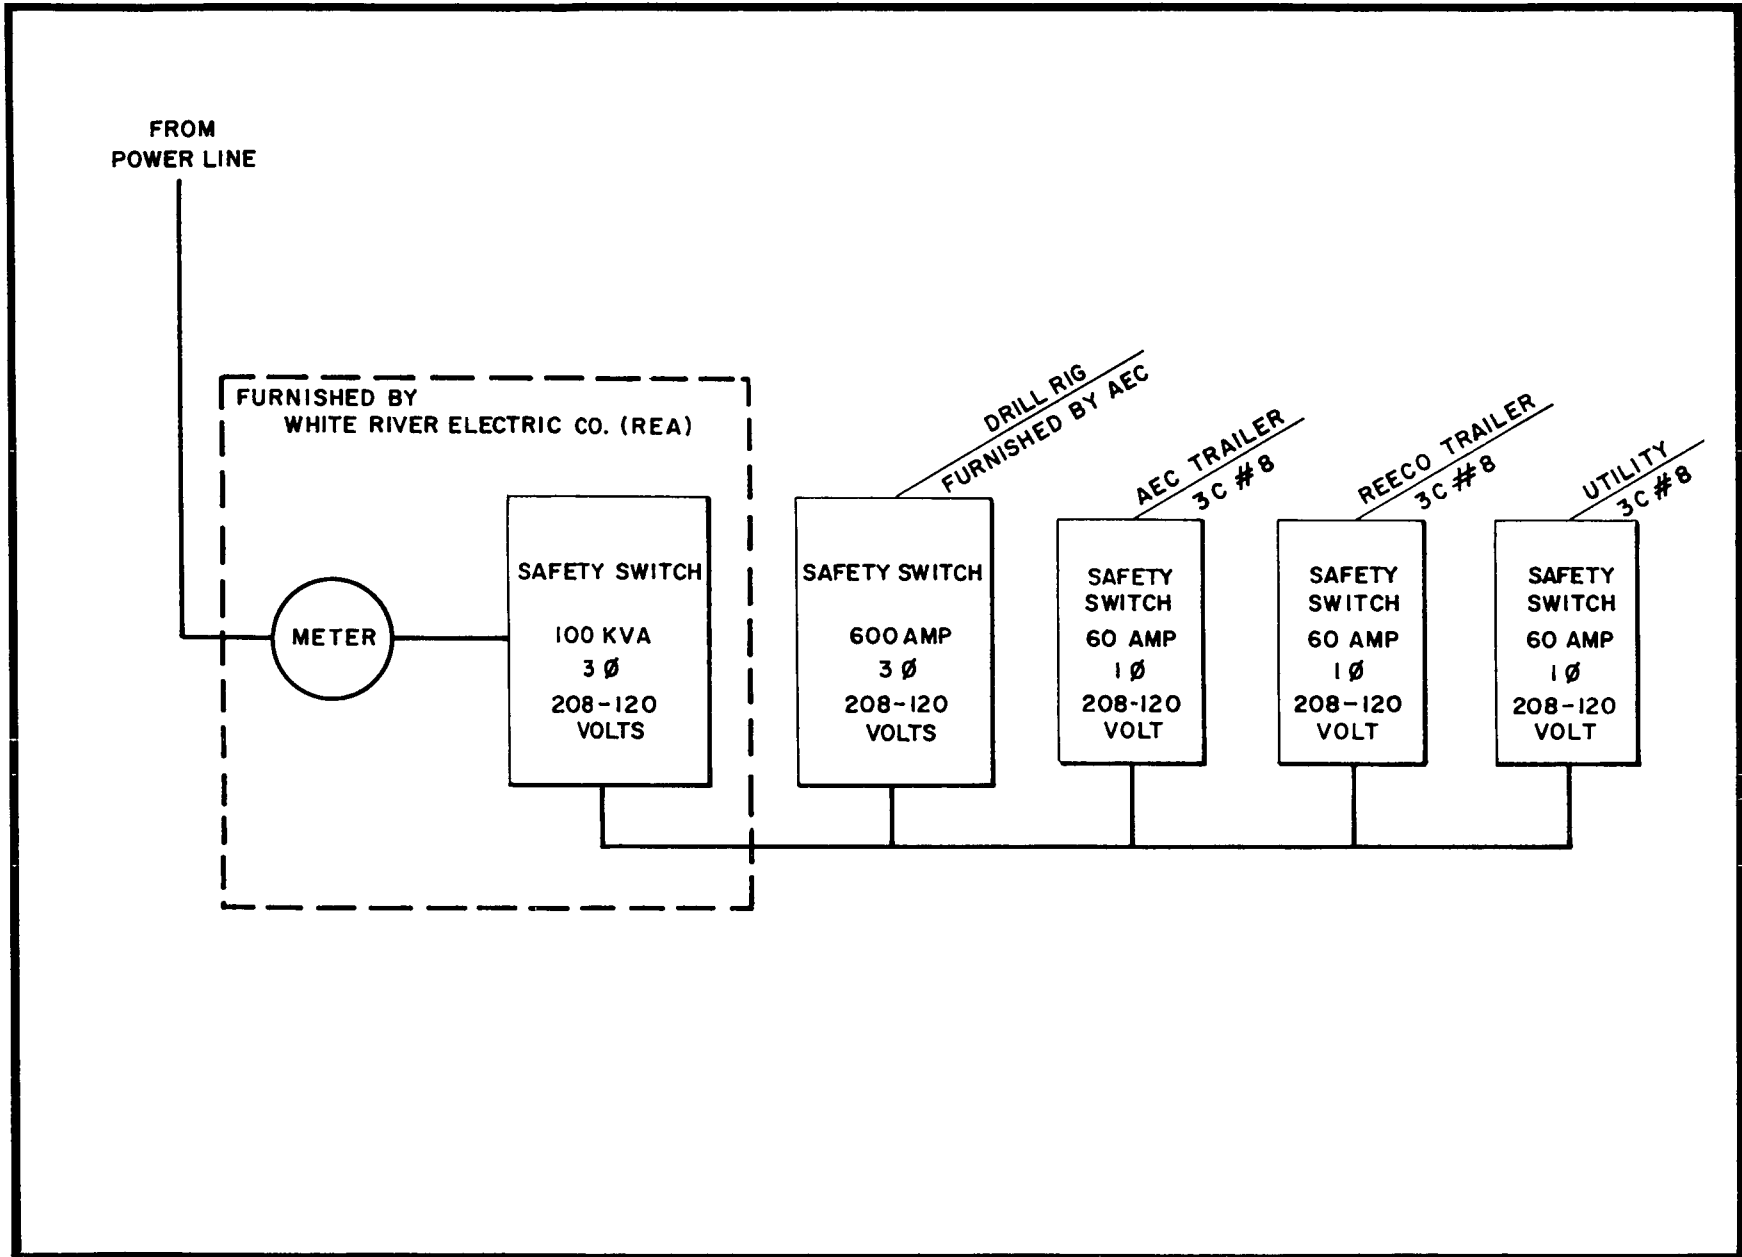 FROM
POWER LINE
FURNISHED BY
WHITE RIVER ELECTRIC CO. (REA)
METER
SAFETY SWITCH
100 KVA
3 Ø
208-120
VOLTS
DRILL RIG
FURNISHED BY AEC
SAFETY SWITCH
600 AMP
3 Ø
208-120
VOLTS
AEC TRAILER
3C #8
SAFETY
SWITCH
60 AMP
1 Ø
208-120
VOLT
REECO TRAILER
3C #8
SAFETY
SWITCH
60 AMP
1 Ø
208-120
VOLT
UTILITY
3C #8
SAFETY
SWITCH
60 AMP
1 Ø
208-120
VOLT